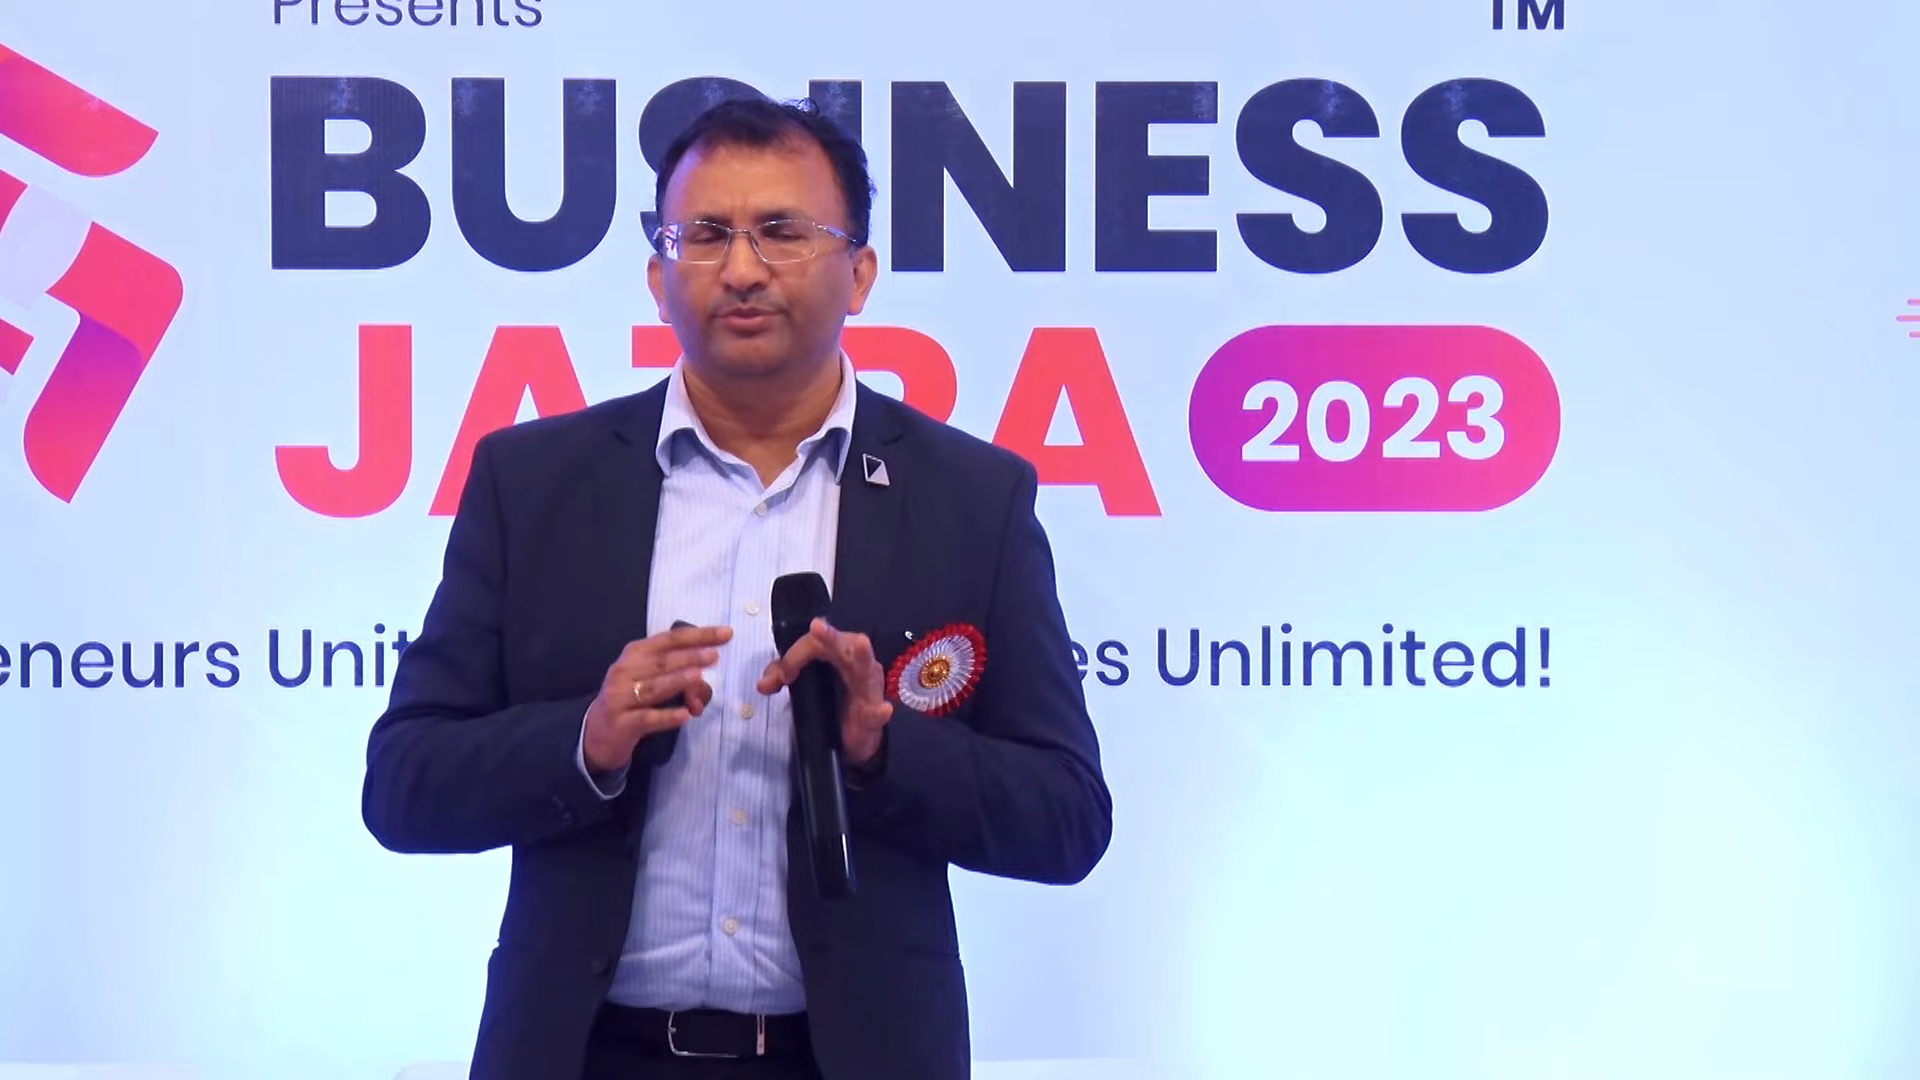 Presents
TM
BUSINESS
JATRA 2023
eneurs Unit es Unlimited!